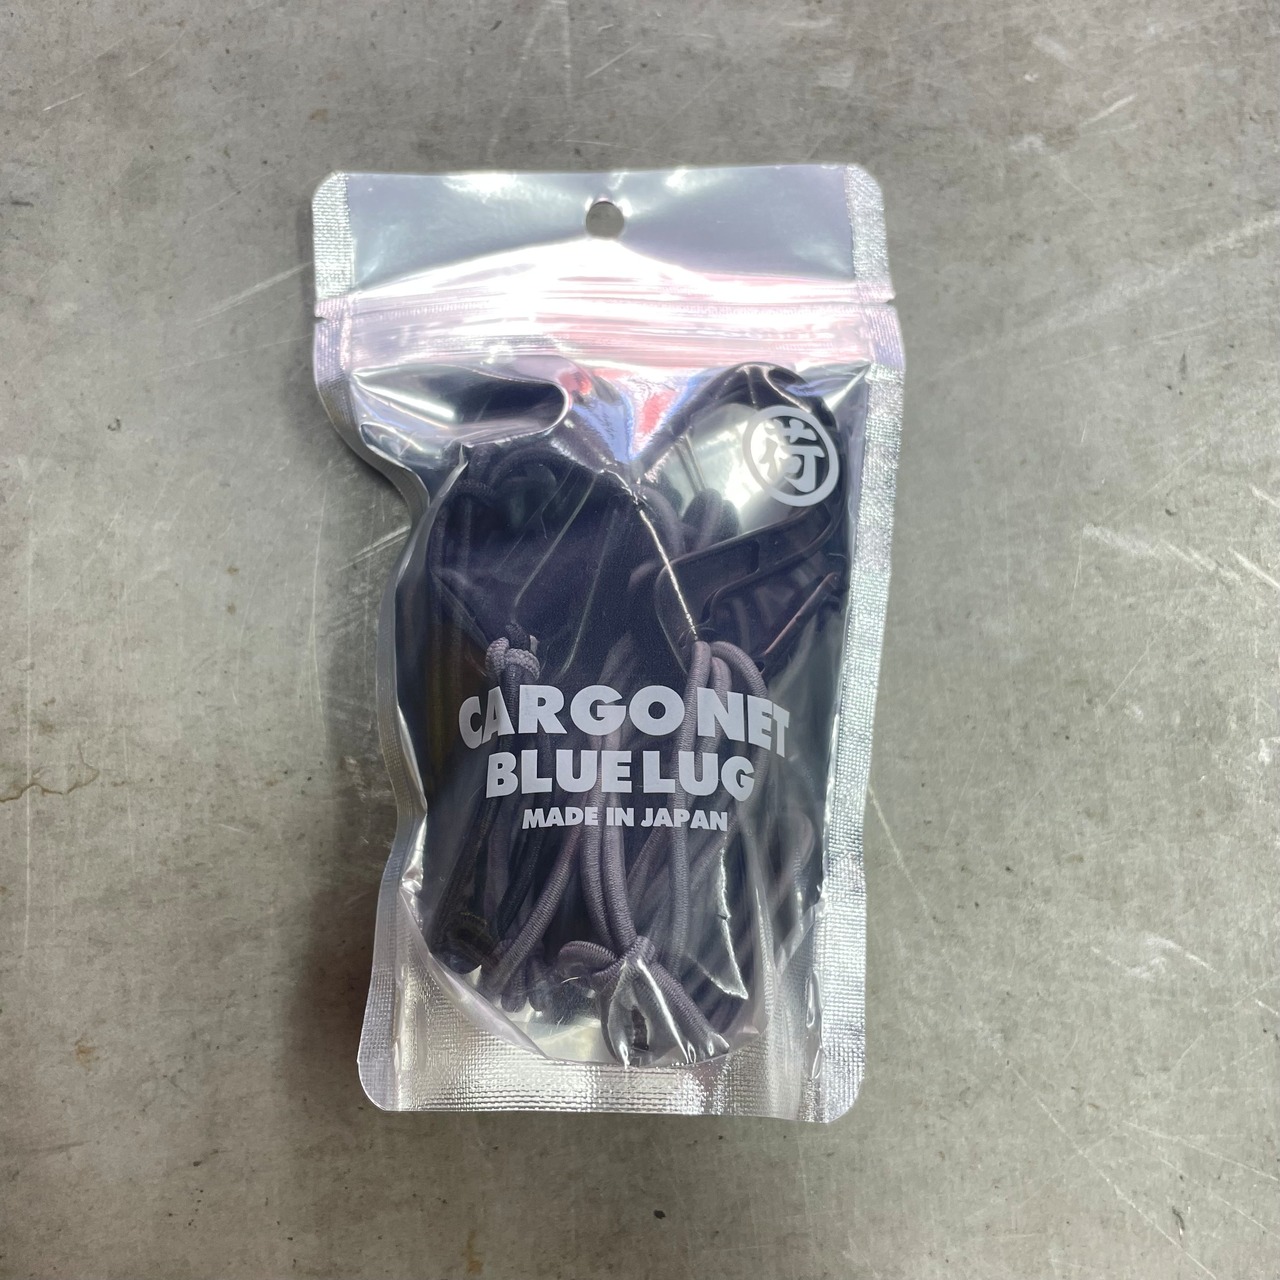 荷
CARGO NET
BLUE LUG
MADE IN JAPAN